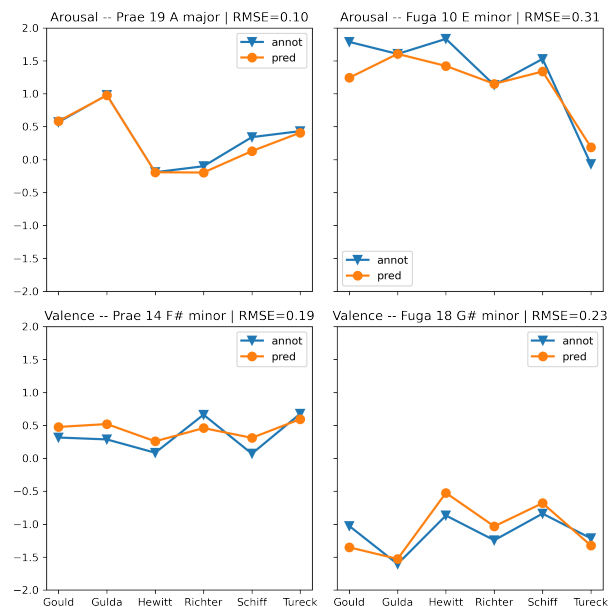 Arousal -- Prae 19 A major | RMSE=0.10
Arousal -- Fuga 10 E minor | RMSE=0.31
2.0
1.5
1.0
0.5
0.0
−0.5
−1.0
−1.5
−2.0
annot
pred
annot
pred
Valence -- Prae 14 F# minor | RMSE=0.19
Valence -- Fuga 18 G# minor | RMSE=0.23
2.0
1.5
1.0
0.5
0.0
−0.5
−1.0
−1.5
−2.0
annot
pred
annot
pred
Gould Gulda Hewitt Richter Schiff Tureck
Gould Gulda Hewitt Richter Schiff Tureck